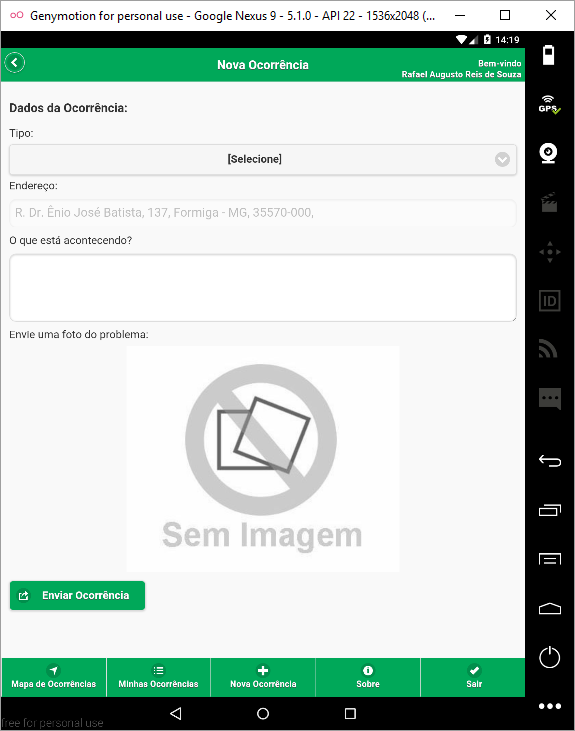 Genymotion for personal use - Google Nexus 9 - 5.1.0 - API 22 - 1536x2048 (...
14:19
Nova Ocorrência
Bem-vindo
Rafael Augusto Reis de Souza
GPS
Dados da Ocorrência:
Tipo:
[Selecione]
Endereço:
R. Dr. Ênio José Batista, 137, Formiga - MG, 35570-000,
O que está acontecendo?
ID
Envie uma foto do problema:
Sem Imagem
Enviar Ocorrência
Mapa de Ocorrências
Minhas Ocorrências
Nova Ocorrência
Sobre
Sair
free for personal use